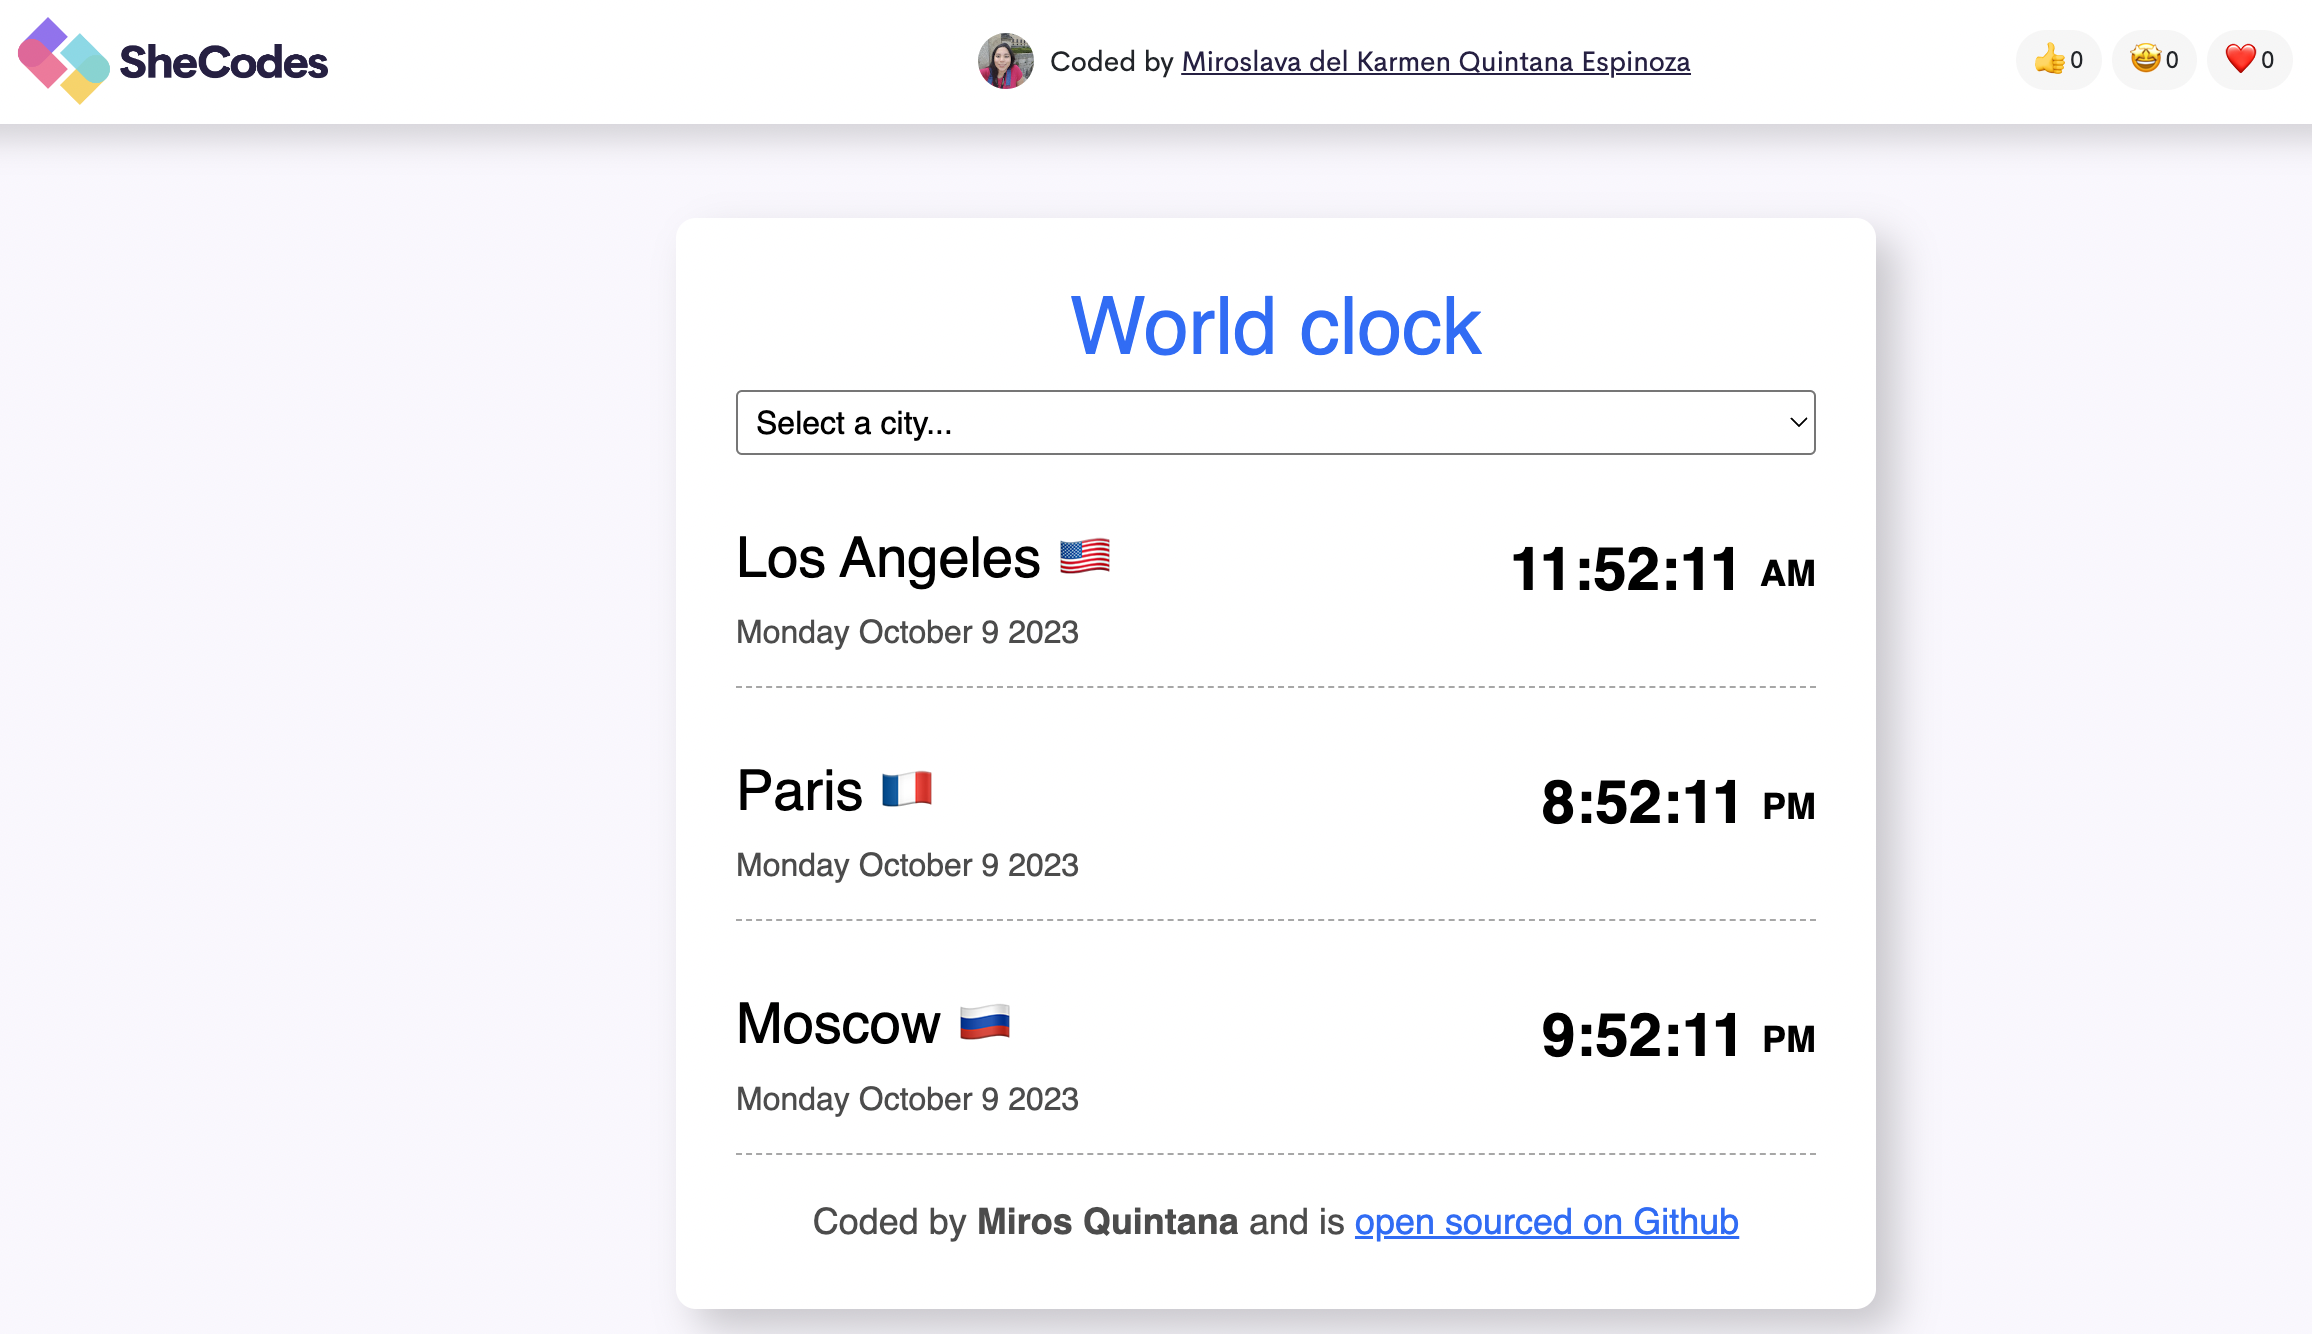 SheCodes
Coded by Miroslava del Karmen Quintana Espinoza
👍 0 🤩 0 ❤️ 0
World clock
Select a city...
Los Angeles 🇺🇸 11:52:11 AM
Monday October 9 2023
Paris 🇫🇷 8:52:11 PM
Monday October 9 2023
Moscow 🇷🇺 9:52:11 PM
Monday October 9 2023
Coded by Miros Quintana and is open sourced on Github